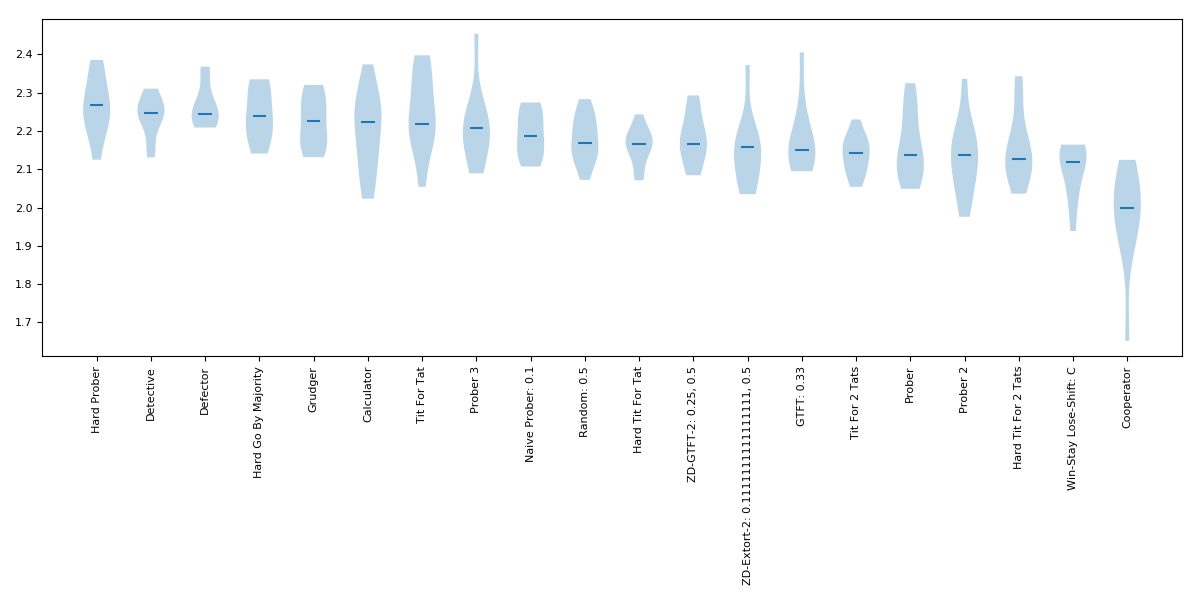 2.4
2.3
2.2
2.1
2.0
1.9
1.8
1.7
Hard Prober
Detective
Defector
Hard Go By Majority
Grudger
Calculator
Tit For Tat
Prober 3
Naive Prober: 0.1
Random: 0.5
Hard Tit For Tat
ZD-GTFT-2: 0.25, 0.5
ZD-Extort-2: 0.1111111111111111, 0.5
GTFT: 0.33
Tit For 2 Tats
Prober
Prober 2
Hard Tit For 2 Tats
Win-Stay Lose-Shift: C
Cooperator